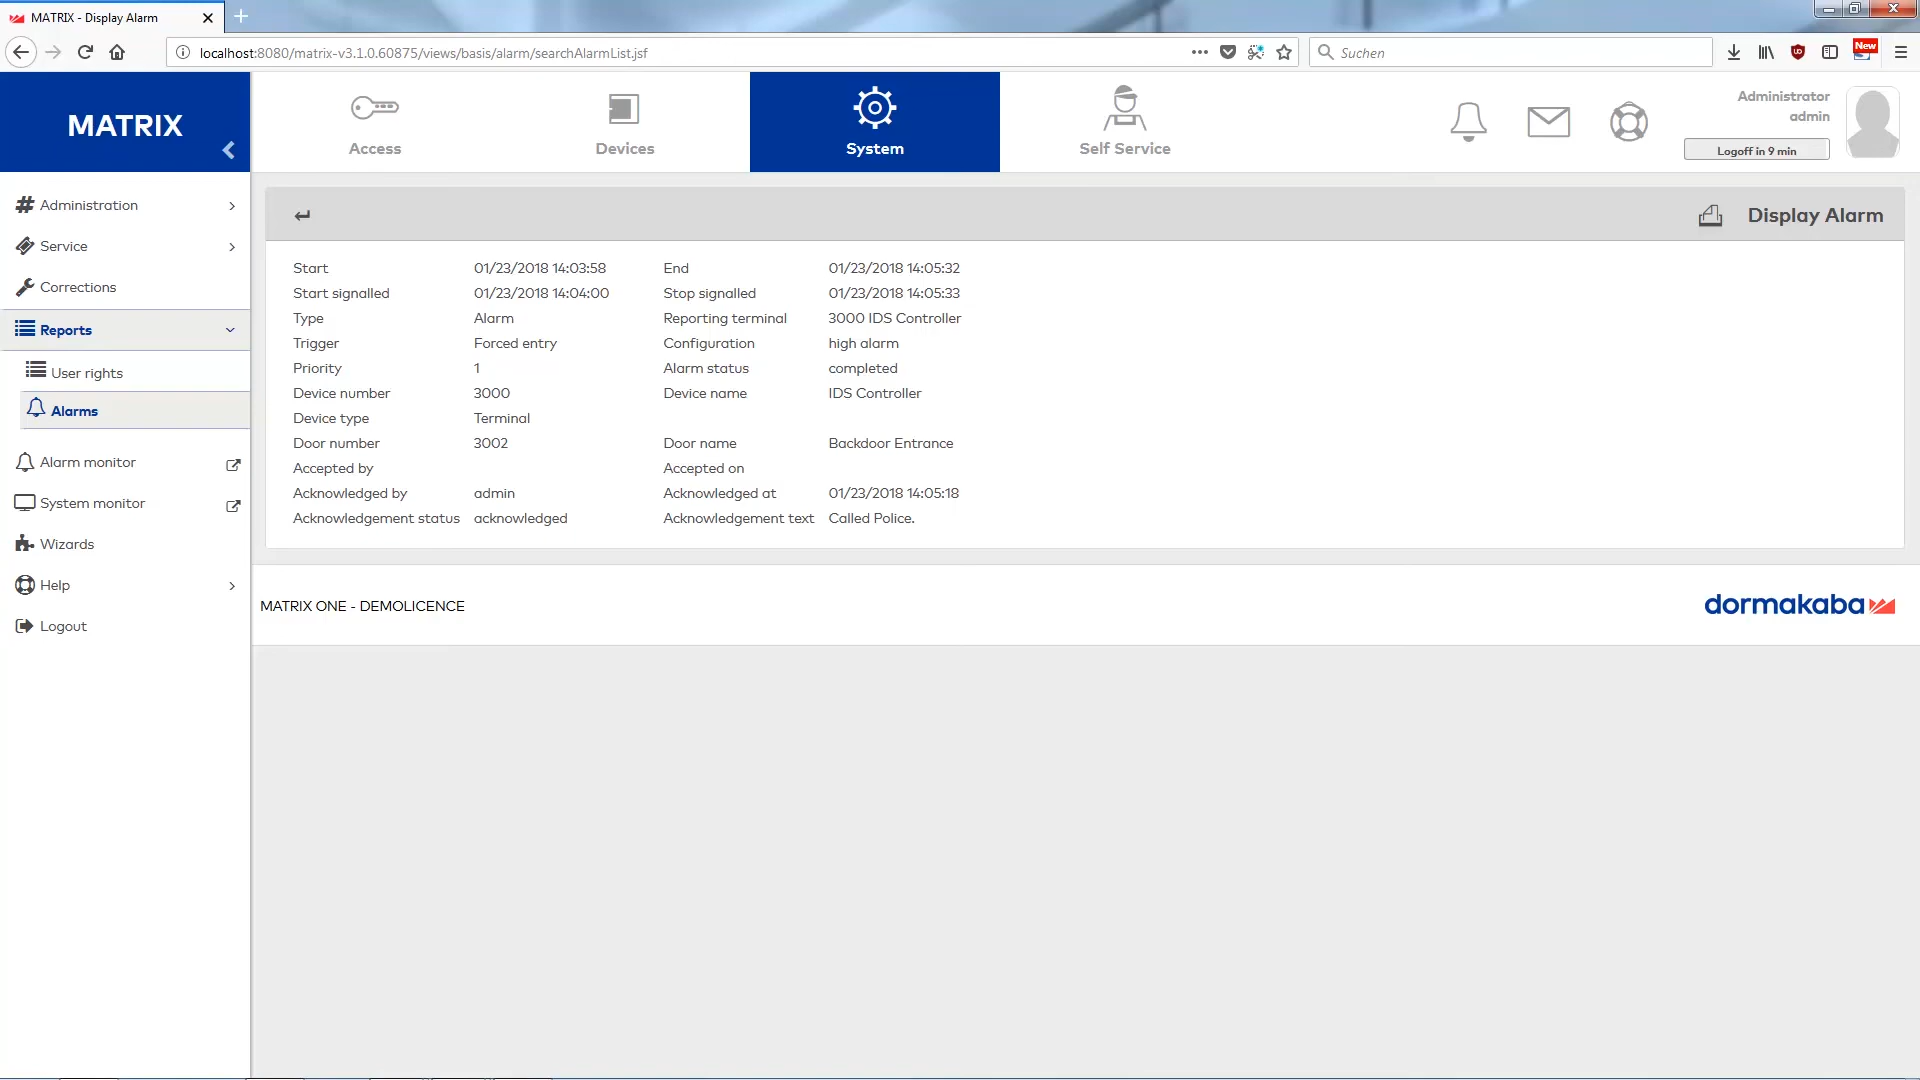 MATRIX - Display Alarm
localhost:8080/matrix-v3.1.0.60875/views/basis/alarm/searchAlarmList.jsf
Suchen
New
MATRIX
Access
Devices
System
Self Service
Administrator
admin
Logoff in 9 min
Administration
Service
Corrections
Reports
User rights
Alarms
Alarm monitor
System monitor
Wizards
Help
Logout
Display Alarm
Start 01/23/2018 14:03:58 End 01/23/2018 14:05:32
Start signalled 01/23/2018 14:04:00 Stop signalled 01/23/2018 14:05:33
Type Alarm Reporting terminal 3000 IDS Controller
Trigger Forced entry Configuration high alarm
Priority 1 Alarm status completed
Device number 3000 Device name IDS Controller
Device type Terminal
Door number 3002 Door name Backdoor Entrance
Accepted by Accepted on
Acknowledged by admin Acknowledged at 01/23/2018 14:05:18
Acknowledgement status acknowledged Acknowledgement text Called Police.
MATRIX ONE - DEMOLICENCE
dormakaba